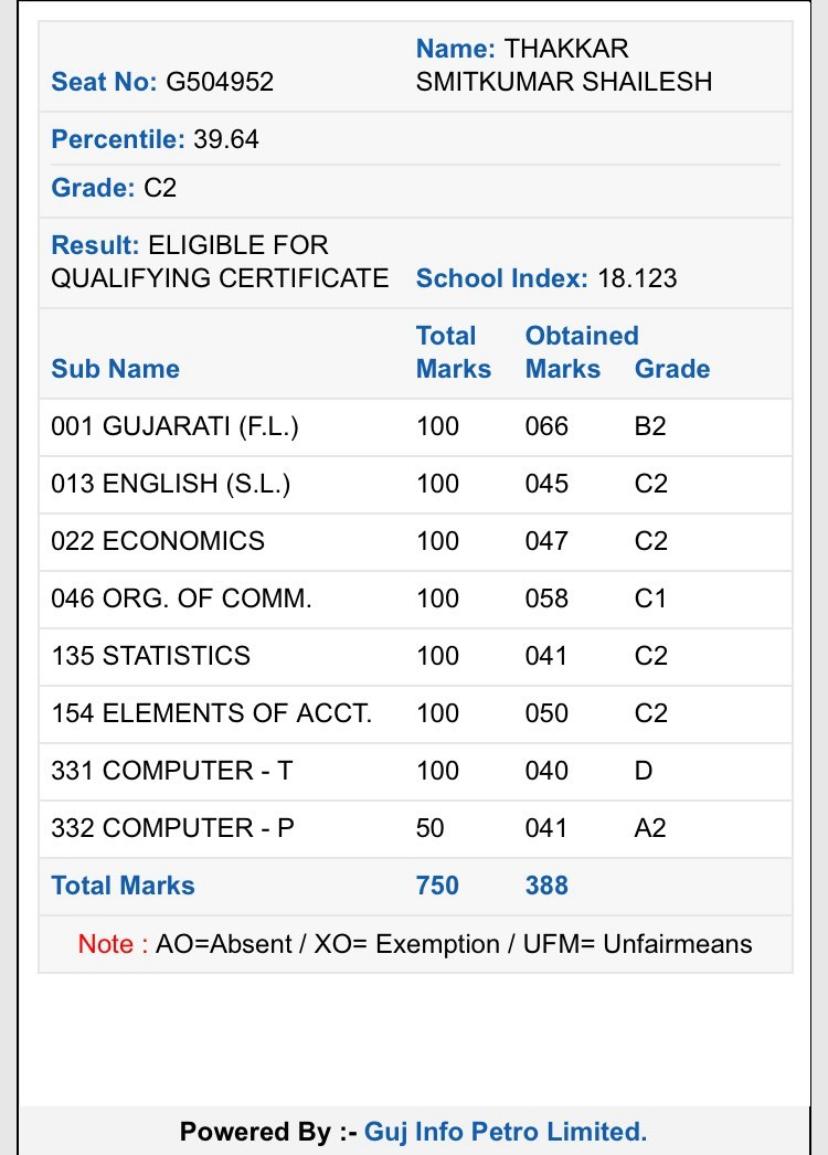 Seat No: G504952 Name: THAKKAR SMITKUMAR SHAILESH
Percentile: 39.64
Grade: C2
Result: ELIGIBLE FOR QUALIFYING CERTIFICATE School Index: 18.123
Sub Name Total Marks Obtained Marks Grade
001 GUJARATI (F.L.) 100 066 B2
013 ENGLISH (S.L.) 100 045 C2
022 ECONOMICS 100 047 C2
046 ORG. OF COMM. 100 058 C1
135 STATISTICS 100 041 C2
154 ELEMENTS OF ACCT. 100 050 C2
331 COMPUTER - T 100 040 D
332 COMPUTER - P 50 041 A2
Total Marks 750 388
Note : AO=Absent / XO= Exemption / UFM= Unfairmeans
Powered By :- Guj Info Petro Limited.